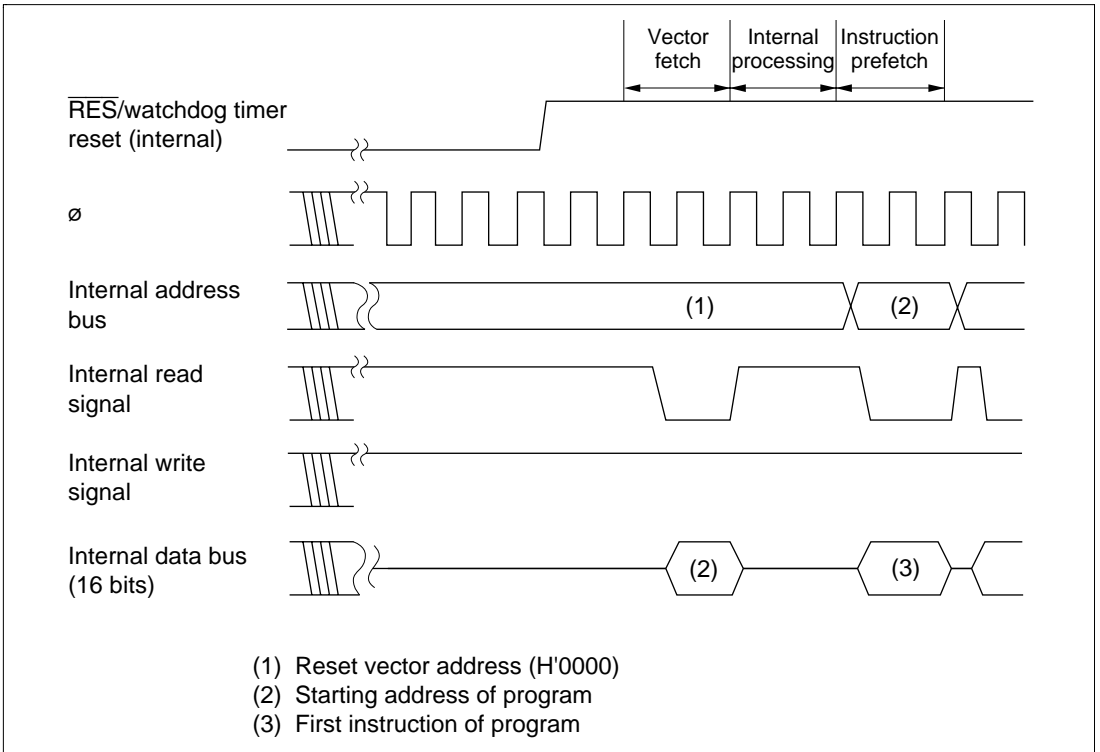 Vector fetch
Internal processing
Instruction prefetch
R̅E̅S̅/watchdog timer
reset (internal)
ø
Internal address
bus
(1)
(2)
Internal read
signal
Internal write
signal
Internal data bus
(16 bits)
(2)
(3)
(1) Reset vector address (H'0000)
(2) Starting address of program
(3) First instruction of program